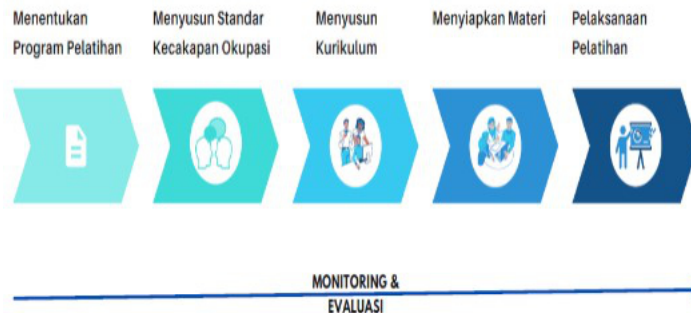 Menentukan
Program Pelatihan
Menyusun Standar
Kecakapan Okupasi
Menyusun
Kurikulum
Menyiapkan Materi
Pelaksanaan
Pelatihan
MONITORING &
EVALUASI